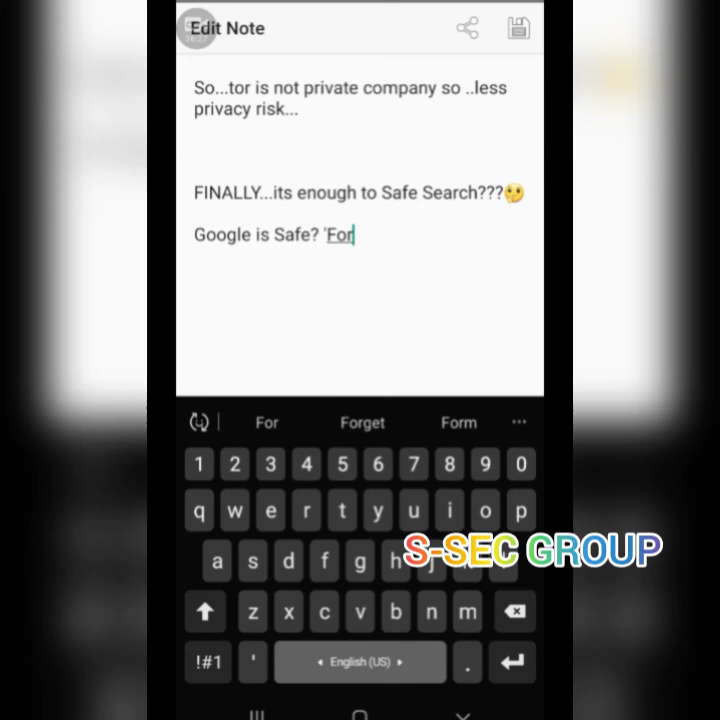 Edit Note
So...tor is not private company so ..less
privacy risk...
FINALLY...its enough to Safe Search???🤔
Google is Safe? 'For
For Forget Form ...
1 2 3 4 5 6 7 8 9 0
q w e r t y u i o p
a s d f g h j
S-SEC GROUP
z x c v b n m
!#1 ' English (US) .